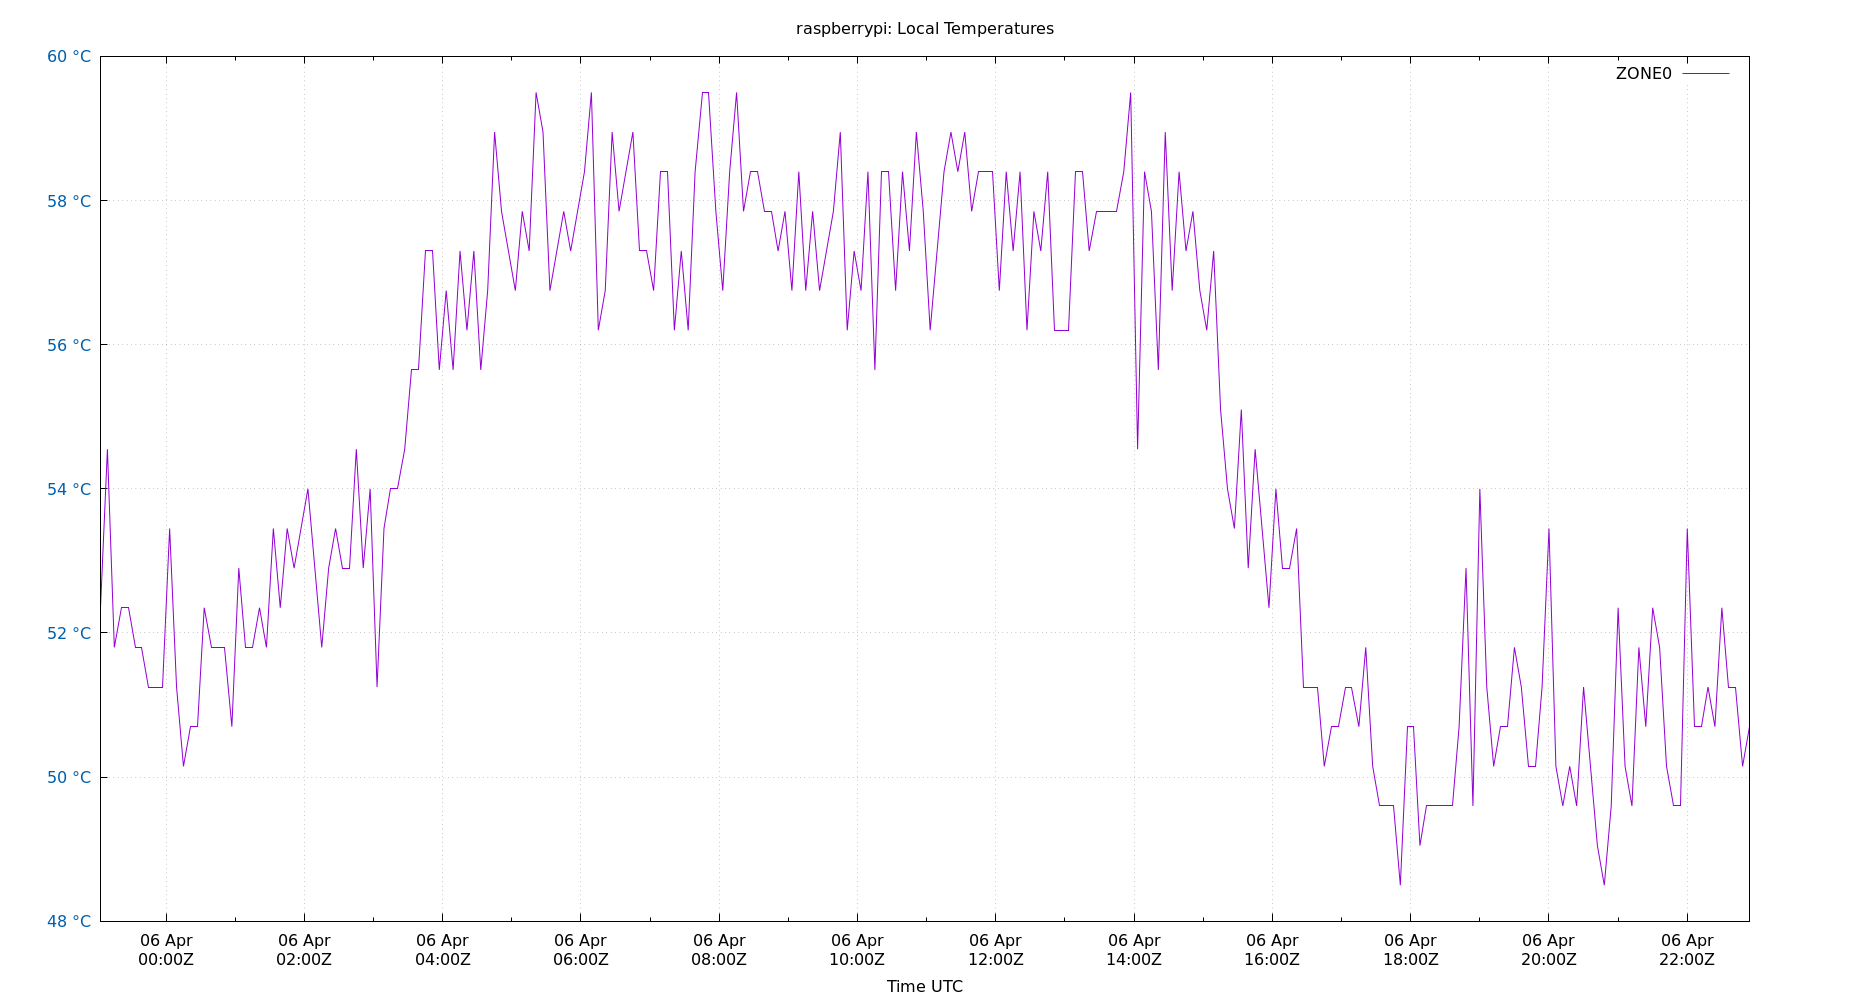 raspberrypi: Local Temperatures
60 °C
ZONE0
58 °C
56 °C
54 °C
52 °C
50 °C
48 °C
06 Apr 06 Apr 06 Apr 06 Apr 06 Apr 06 Apr 06 Apr 06 Apr 06 Apr 06 Apr 06 Apr 06 Apr
00:00Z 02:00Z 04:00Z 06:00Z 08:00Z 10:00Z 12:00Z 14:00Z 16:00Z 18:00Z 20:00Z 22:00Z
Time UTC